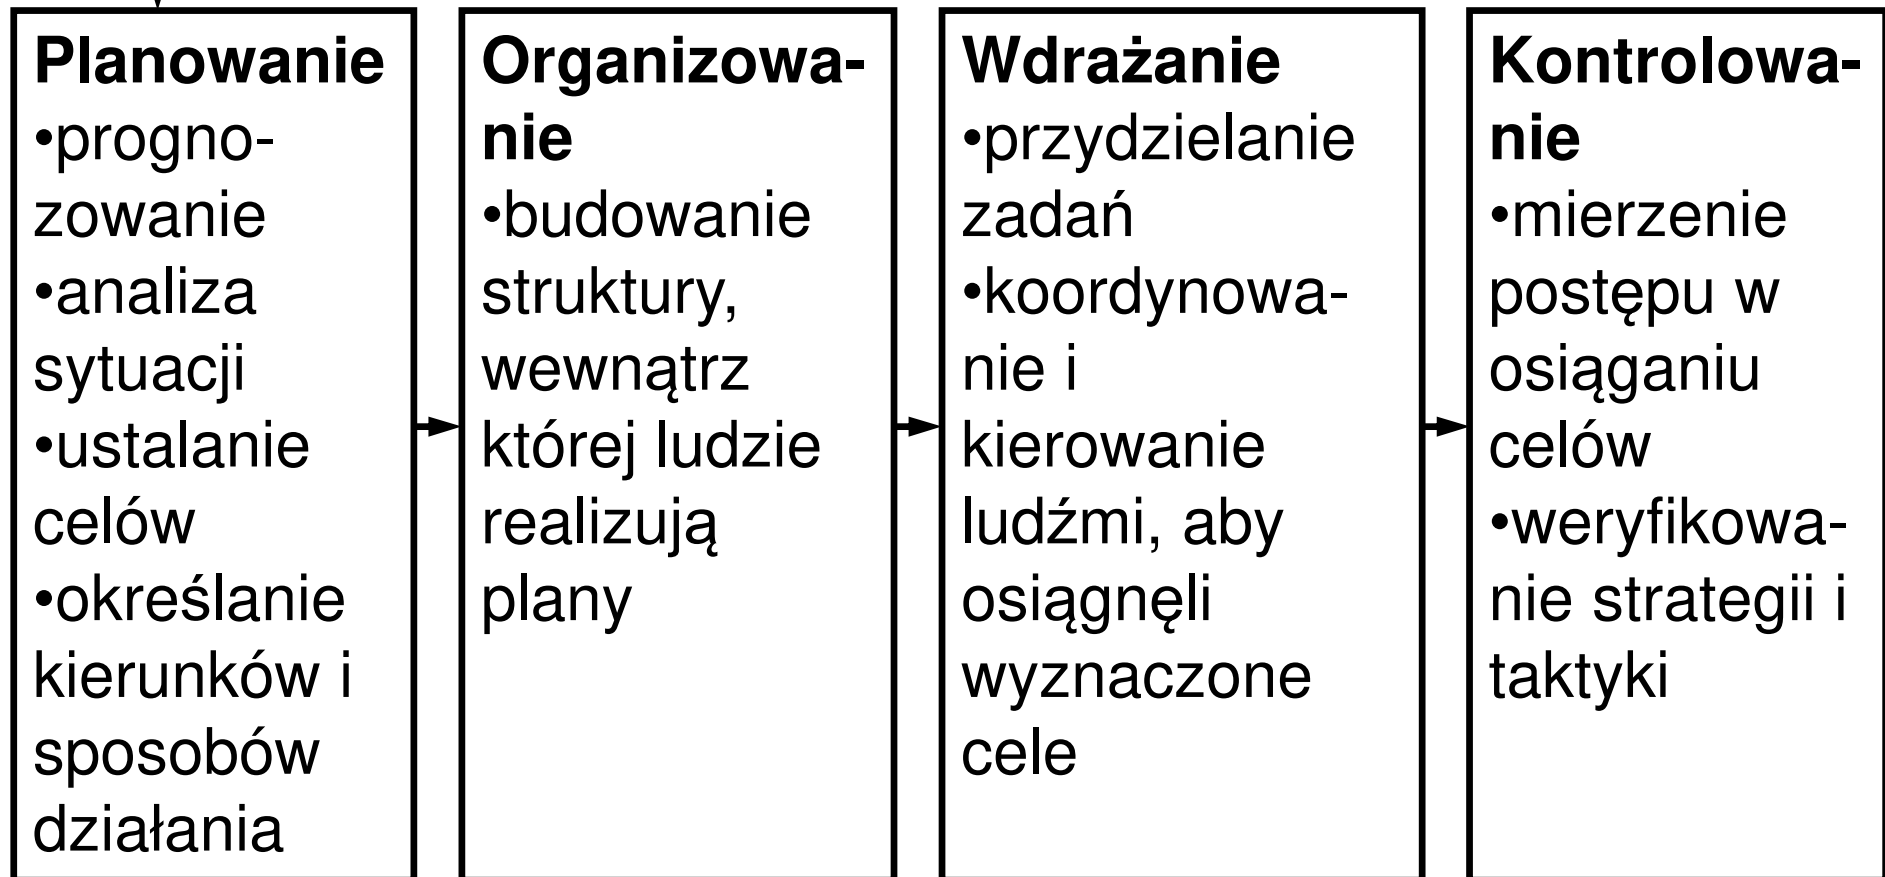 Planowanie
•progno-
zowanie
•analiza
sytuacji
•ustalanie
celów
•określanie
kierunków i
sposobów
działania
Organizowa-
nie
•budowanie
struktury,
wewnątrz
której ludzie
realizują
plany
Wdrażanie
•przydzielanie
zadań
•koordynowa-
nie i
kierowanie
ludźmi, aby
osiągnęli
wyznaczone
cele
Kontrolowa-
nie
•mierzenie
postępu w
osiąganiu
celów
•weryfikowa-
nie strategii i
taktyki